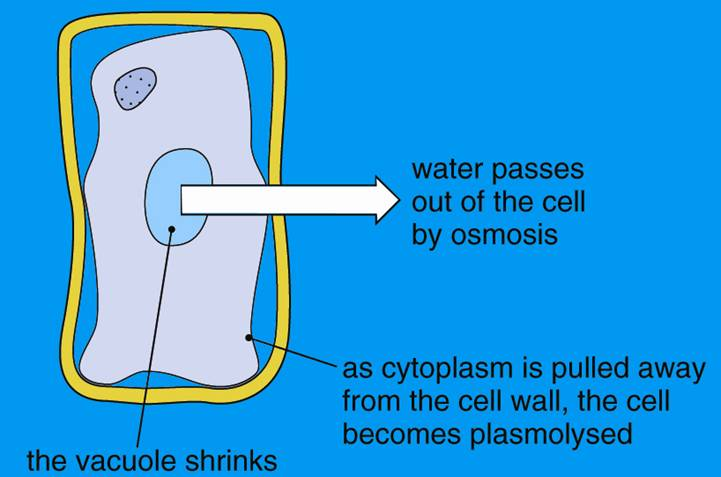 water passes
out of the cell
by osmosis
as cytoplasm is pulled away
from the cell wall, the cell
becomes plasmolysed
the vacuole shrinks